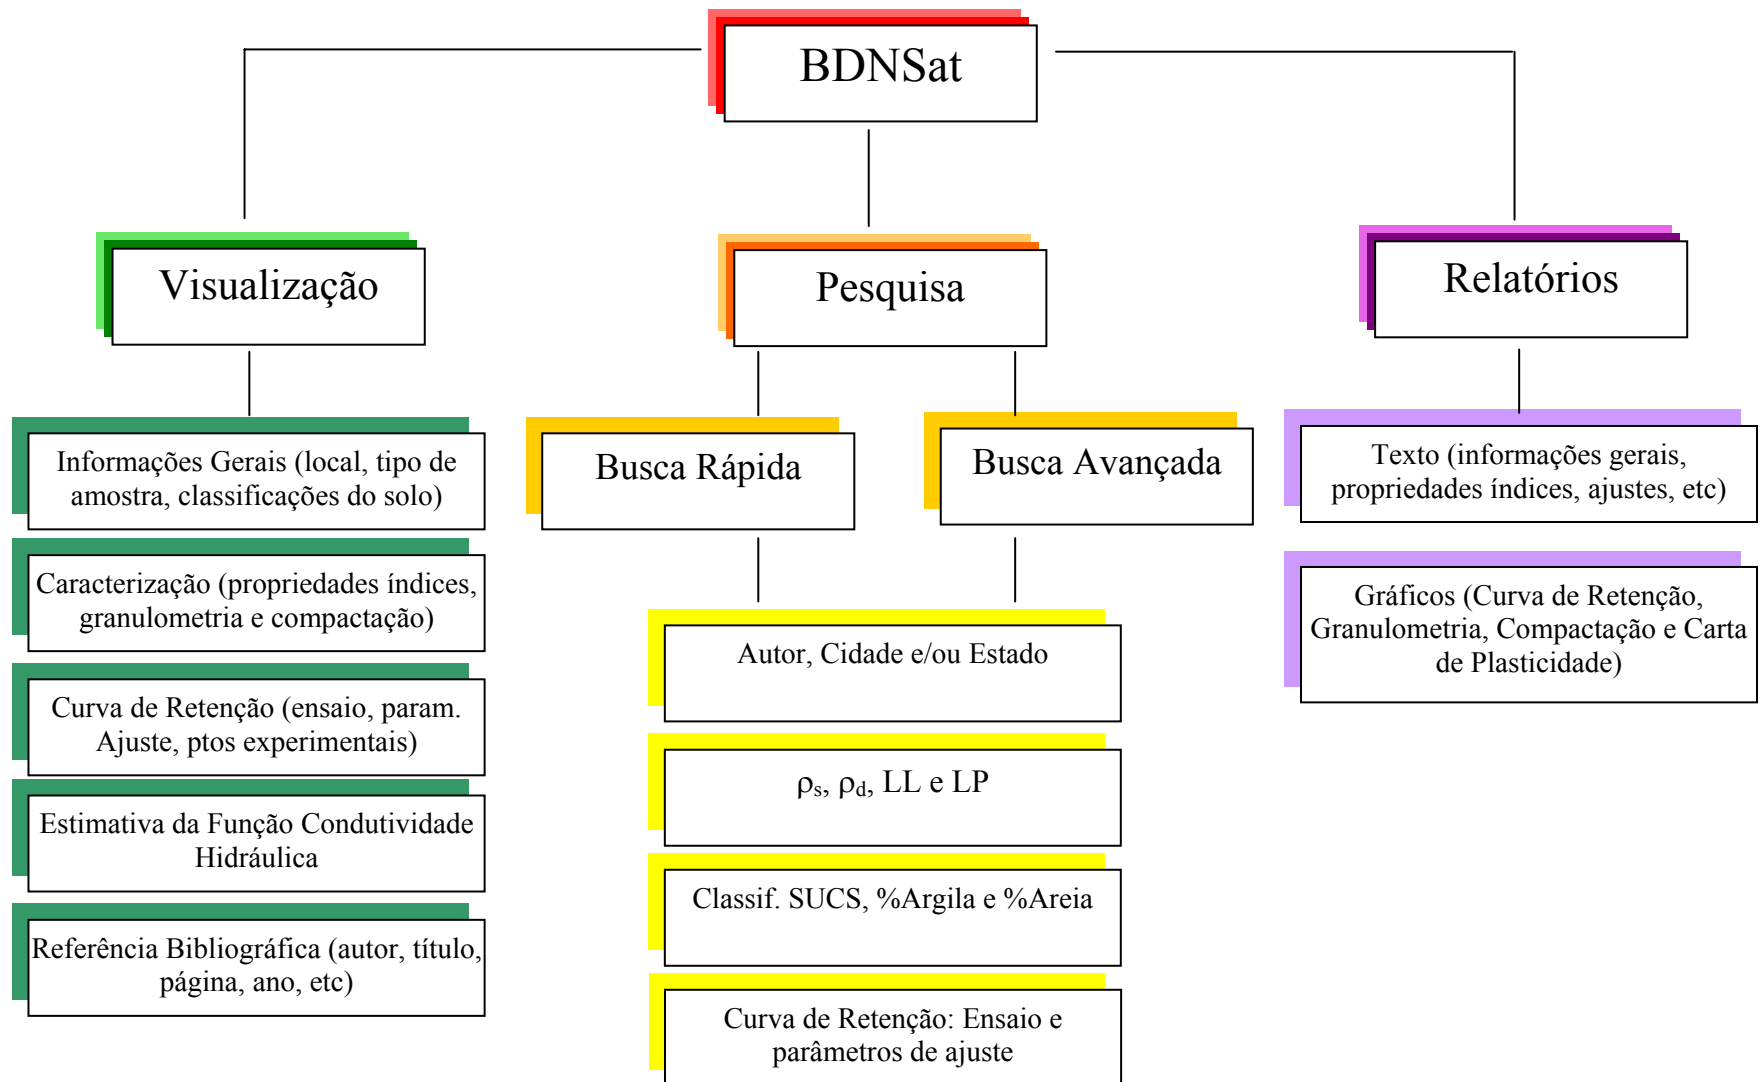 BDNSat
Visualização
Pesquisa
Relatórios
Informações Gerais (local, tipo de
amostra, classificações do solo)
Caracterização (propriedades índices,
granulometria e compactação)
Curva de Retenção (ensaio, param.
Ajuste, ptos experimentais)
Estimativa da Função Condutividade
Hidráulica
Referência Bibliográfica (autor, título,
página, ano, etc)
Busca Rápida
Busca Avançada
Autor, Cidade e/ou Estado
ρs, ρd, LL e LP
Classif. SUCS, %Argila e %Areia
Curva de Retenção: Ensaio e
parâmetros de ajuste
Texto (informações gerais,
propriedades índices, ajustes, etc)
Gráficos (Curva de Retenção,
Granulometria, Compactação e Carta
de Plasticidade)